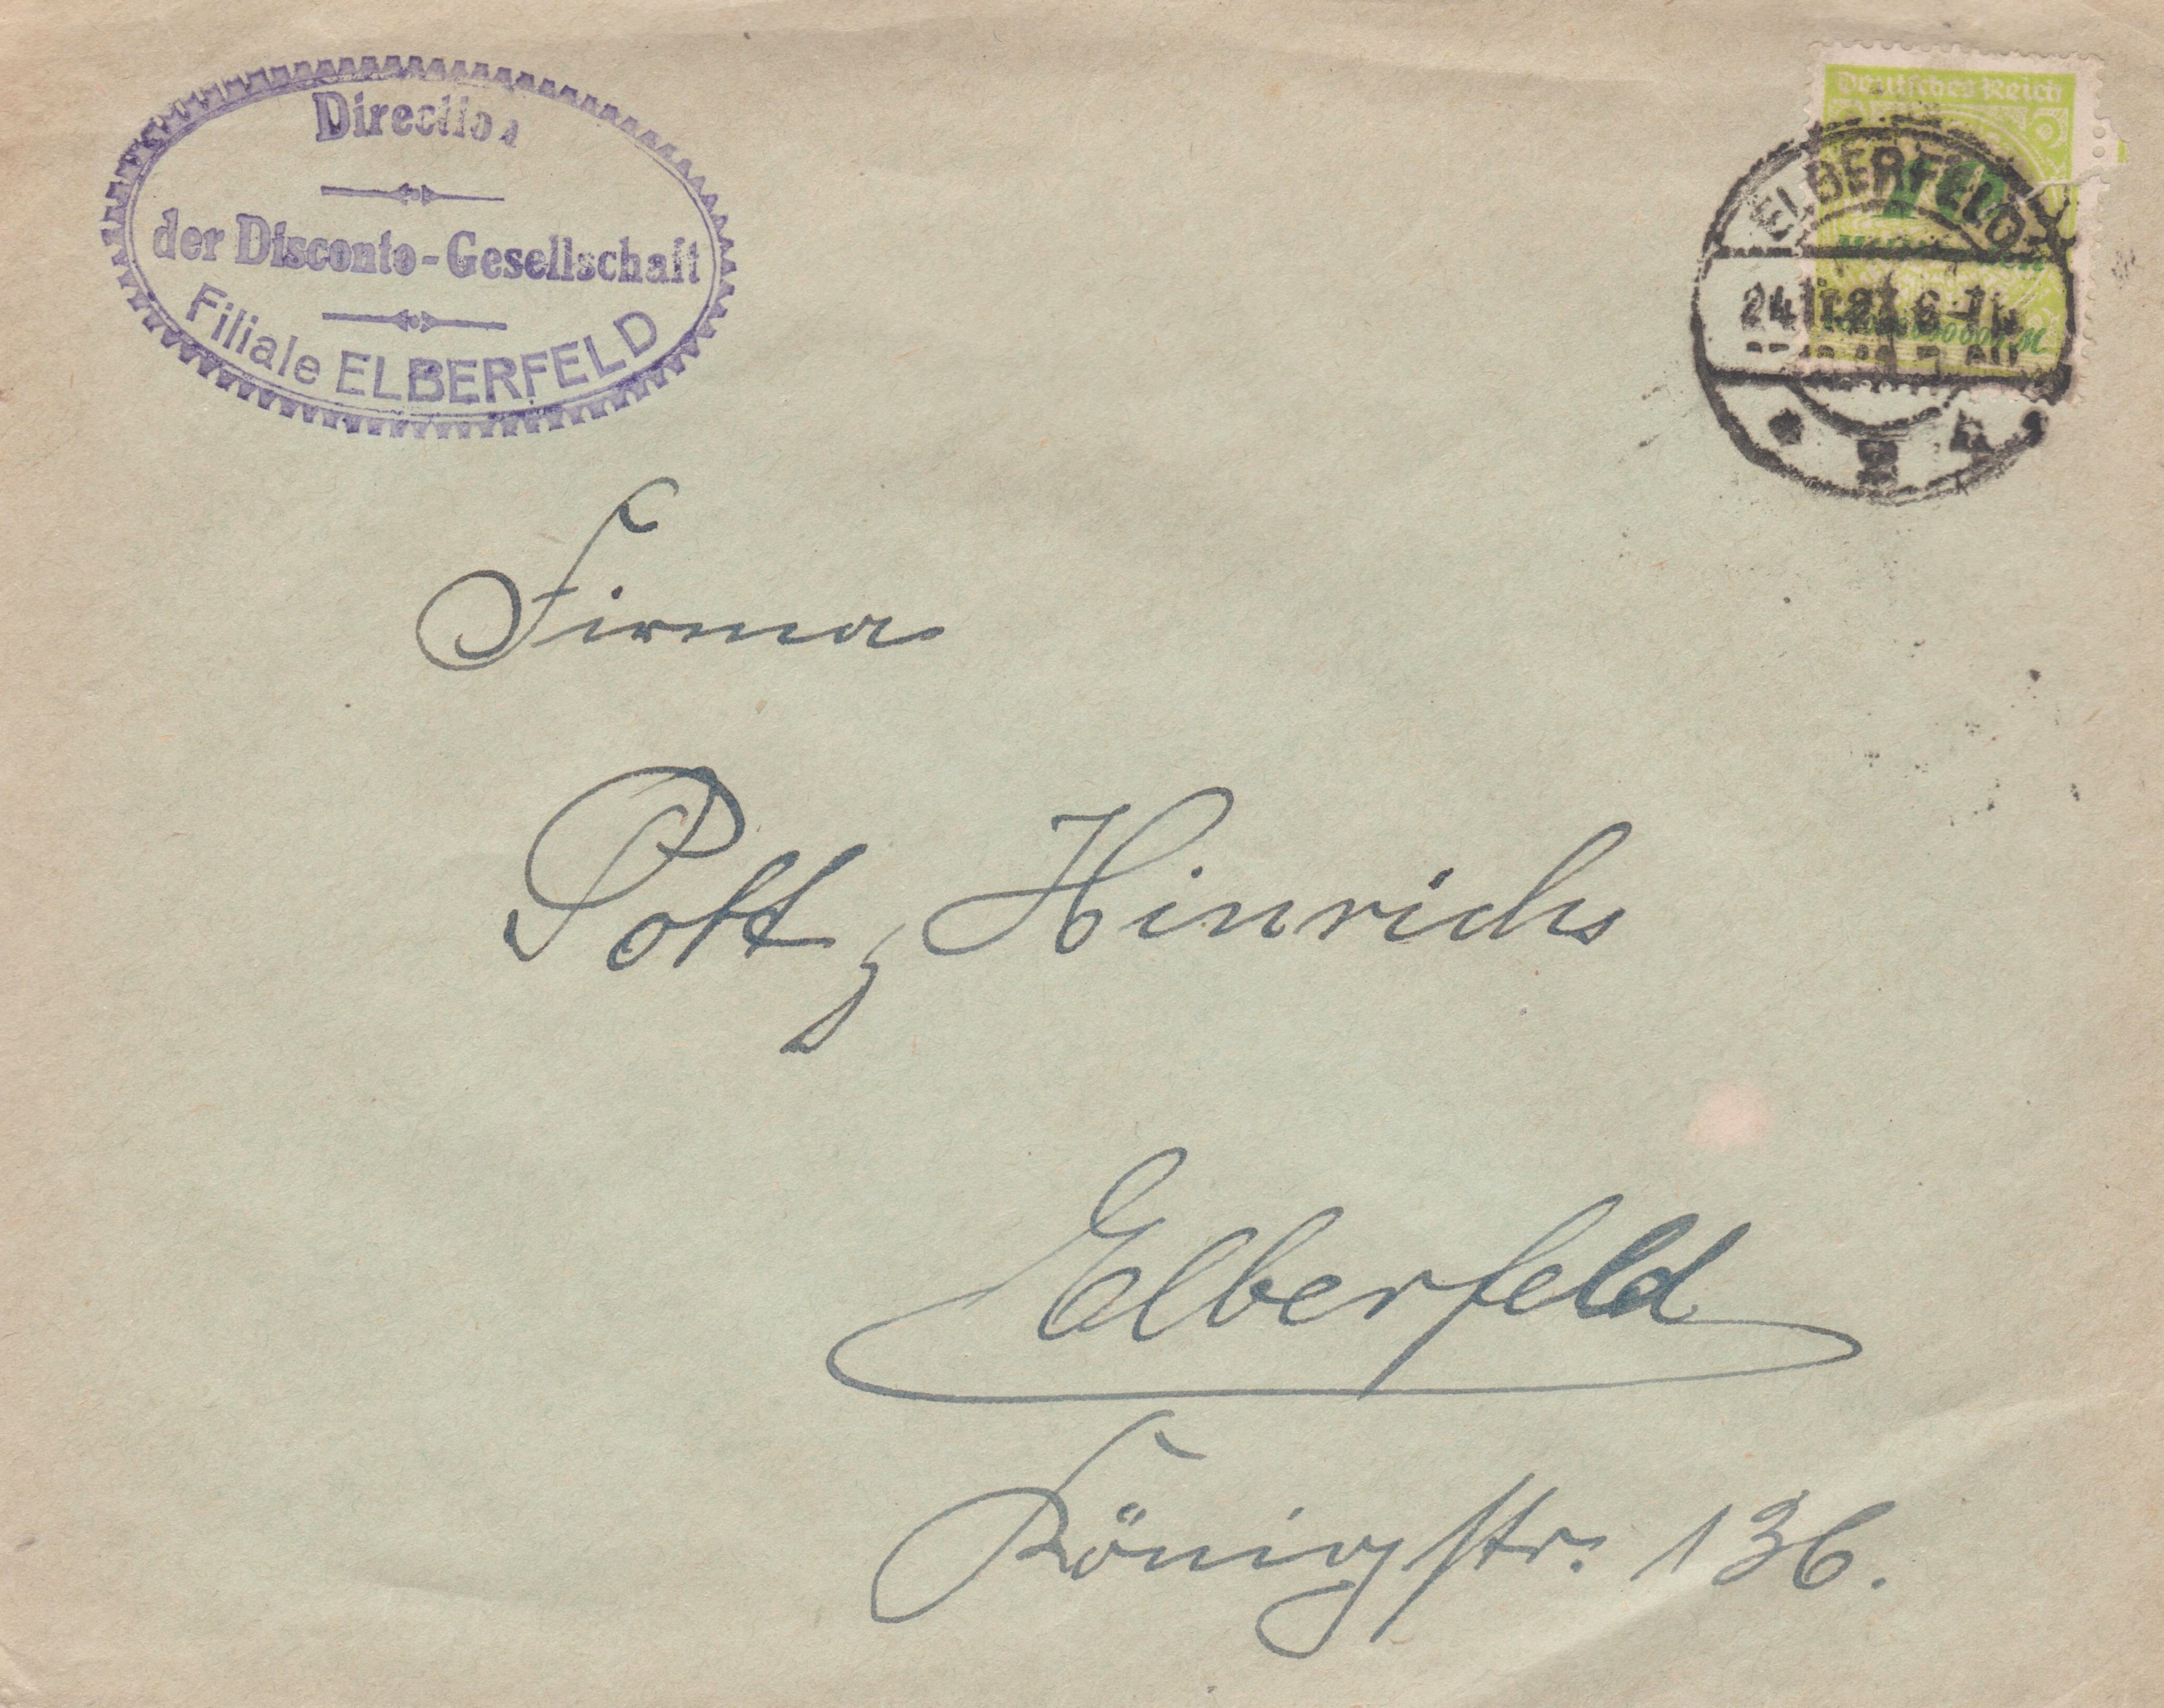 Direction
der Disconto-Gesellschaft
Filiale ELBERFELD
Deutsches Reich
ELBERFELD
Firma
Pott, Hinrichs
Elberfeld
Königstr. 136.